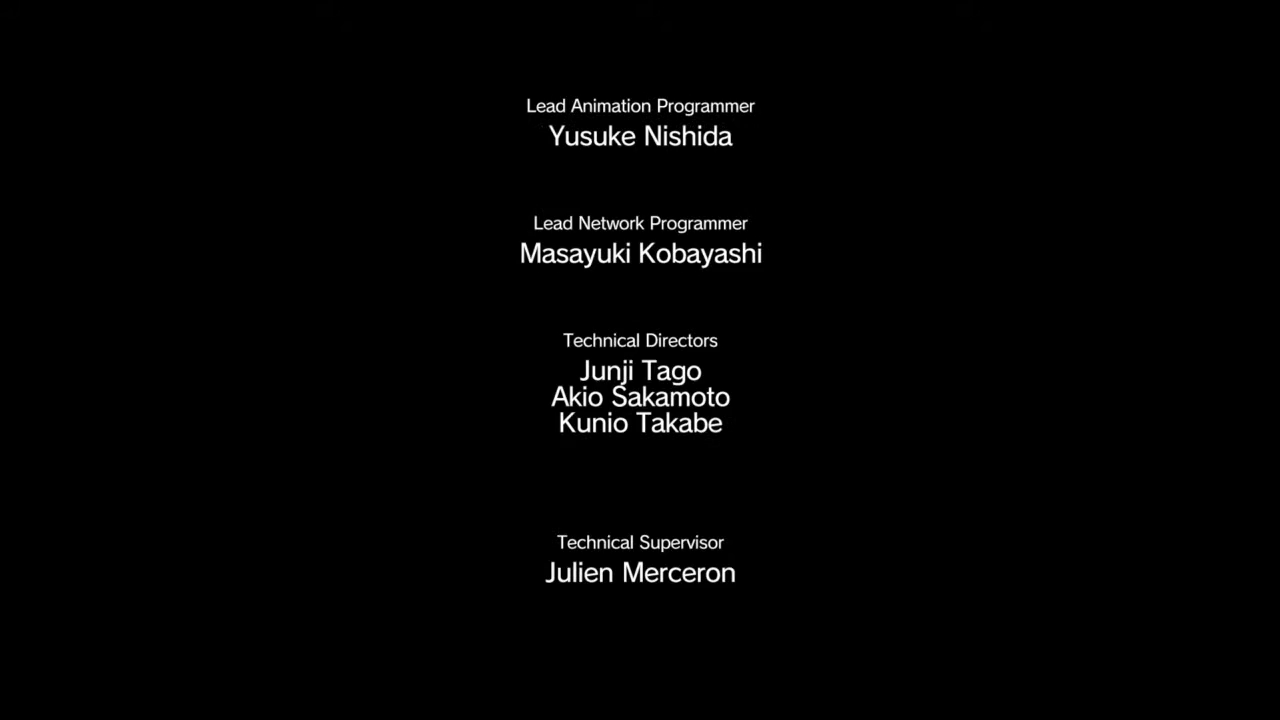 Lead Animation Programmer
Yusuke Nishida
Lead Network Programmer
Masayuki Kobayashi
Technical Directors
Junji Tago
Akio Sakamoto
Kunio Takabe
Technical Supervisor
Julien Merceron